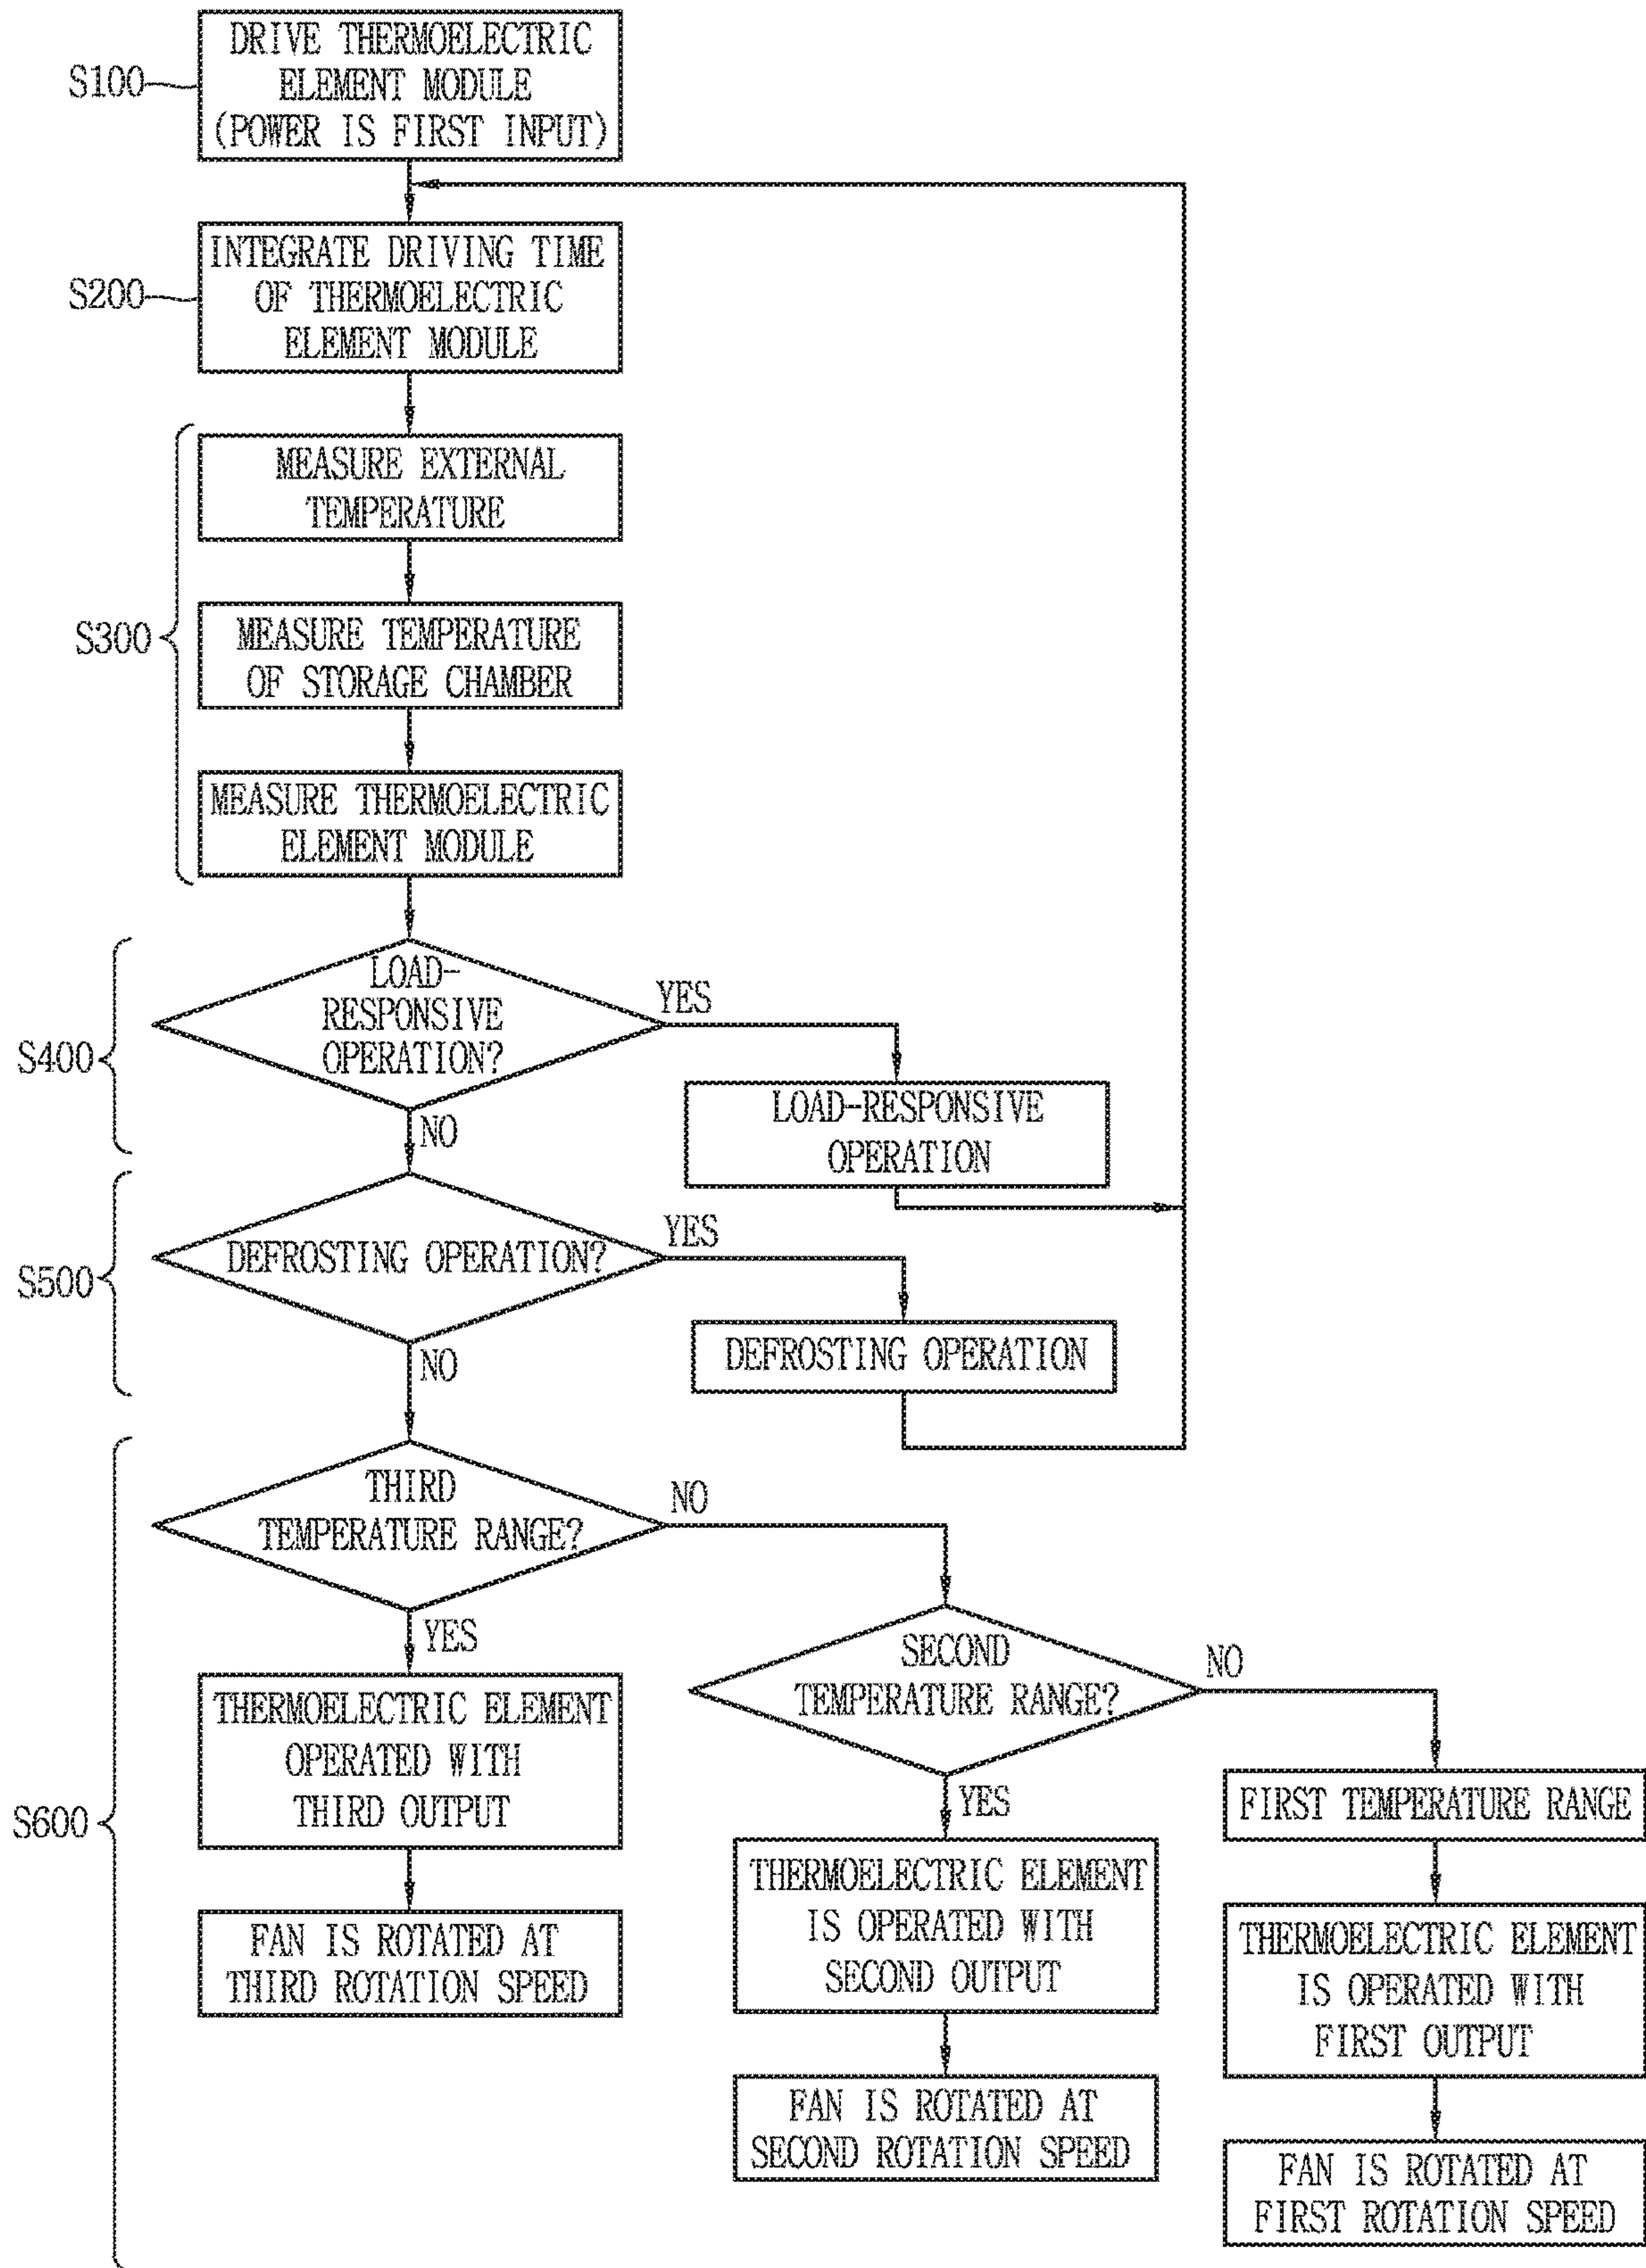 DRIVE THERMOELECTRIC
ELEMENT MODULE
(POWER IS FIRST INPUT)
S100
INTEGRATE DRIVING TIME
OF THERMOELECTRIC
ELEMENT MODULE
S200
MEASURE EXTERNAL
TEMPERATURE
S300
MEASURE TEMPERATURE
OF STORAGE CHAMBER
MEASURE THERMOELECTRIC
ELEMENT MODULE
S400
LOAD-
RESPONSIVE
OPERATION?
YES
LOAD-RESPONSIVE
OPERATION
NO
S500
DEFROSTING OPERATION?
YES
DEFROSTING OPERATION
NO
S600
THIRD
TEMPERATURE RANGE?
NO
YES
THERMOELECTRIC ELEMENT
OPERATED WITH
THIRD OUTPUT
FAN IS ROTATED AT
THIRD ROTATION SPEED
SECOND
TEMPERATURE RANGE?
NO
YES
THERMOELECTRIC ELEMENT
IS OPERATED WITH
SECOND OUTPUT
FAN IS ROTATED AT
SECOND ROTATION SPEED
FIRST TEMPERATURE RANGE
THERMOELECTRIC ELEMENT
IS OPERATED WITH
FIRST OUTPUT
FAN IS ROTATED AT
FIRST ROTATION SPEED